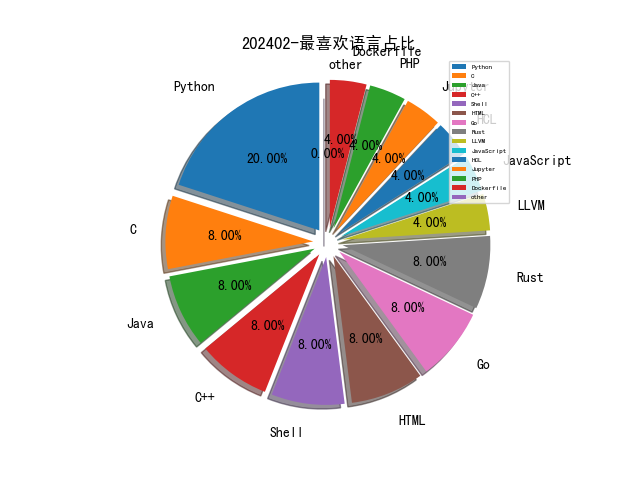 202402-最喜欢语言占比
Python
C
Java
C++
Shell
HTML
Go
Rust
LLVM
JavaScript
HCL
Jupyter
PHP
Dockerfile
other
20.00%
8.00%
8.00%
8.00%
8.00%
8.00%
8.00%
8.00%
4.00%
4.00%
4.00%
4.00%
4.00%
4.00%
0.00%
Python
C
Java
C++
Shell
HTML
Go
Rust
LLVM
JavaScript
HCL
Jupyter
PHP
Dockerfile
other